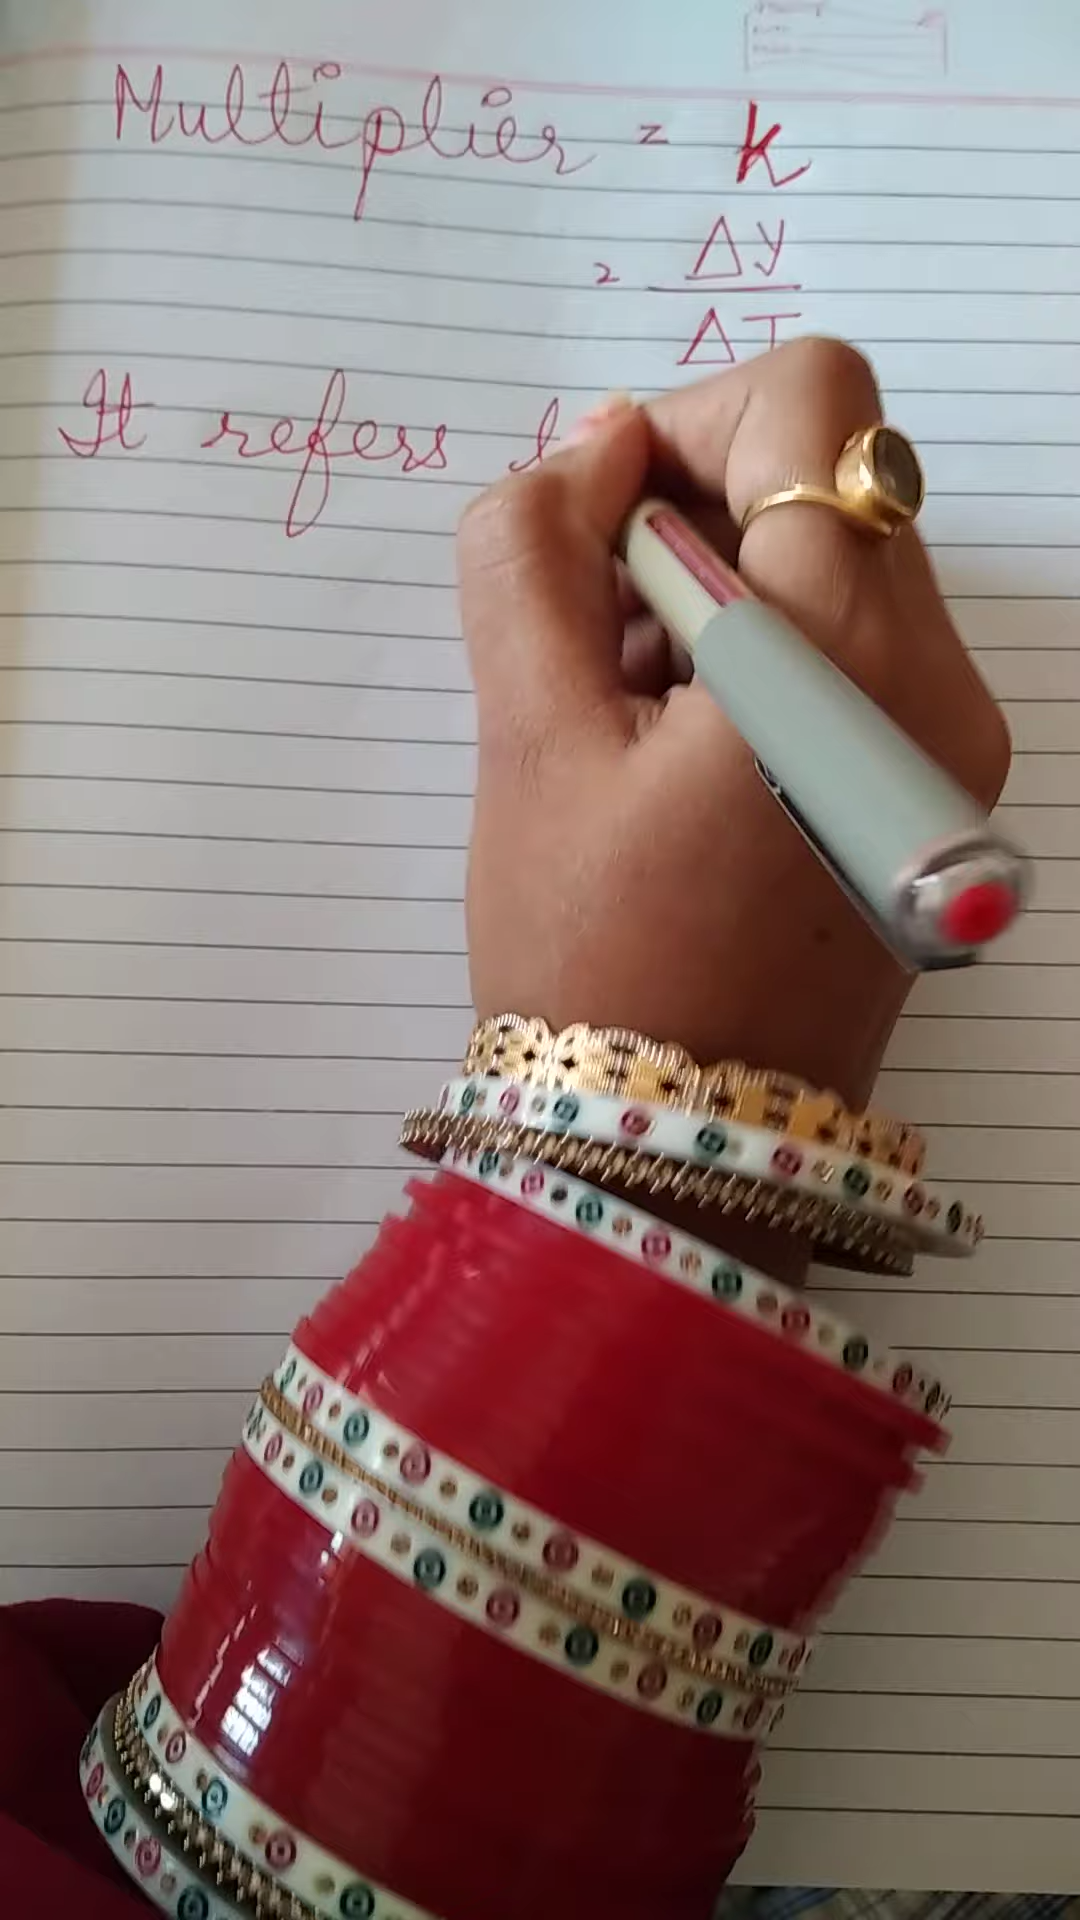 Multiplier = k
= Δy
ΔI
It refers t